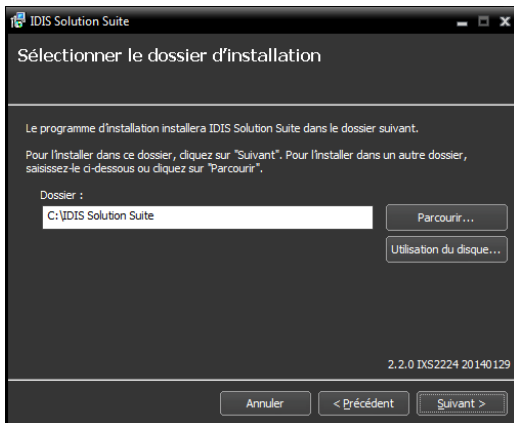 IDIS Solution Suite
Sélectionner le dossier d'installation
Le programme d'installation installera IDIS Solution Suite dans le dossier suivant.
Pour l'installer dans ce dossier, cliquez sur "Suivant". Pour l'installer dans un autre dossier,
saisissez-le ci-dessous ou cliquez sur "Parcourir".
Dossier :
C:\IDIS Solution Suite
Parcourir...
Utilisation du disque...
2.2.0 IXS2224 20140129
Annuler
< Précédent
Suivant >